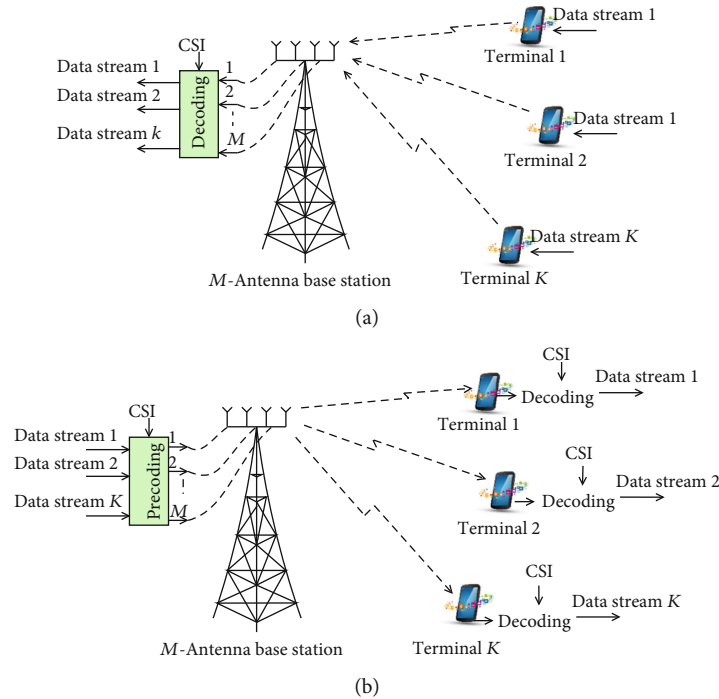 CSI
Data stream 1
Data stream 2
Data stream k
Decoding
1
2
M
M-Antenna base station
Data stream 1
Terminal 1
Data stream 1
Terminal 2
Data stream K
Terminal K
(a)
CSI
Data stream 1
Data stream 2
Data stream K
Precoding
1
2
M
M-Antenna base station
CSI
Data stream 1
Decoding
Terminal 1
CSI
Data stream 2
Decoding
Terminal 2
CSI
Data stream K
Decoding
Terminal K
(b)